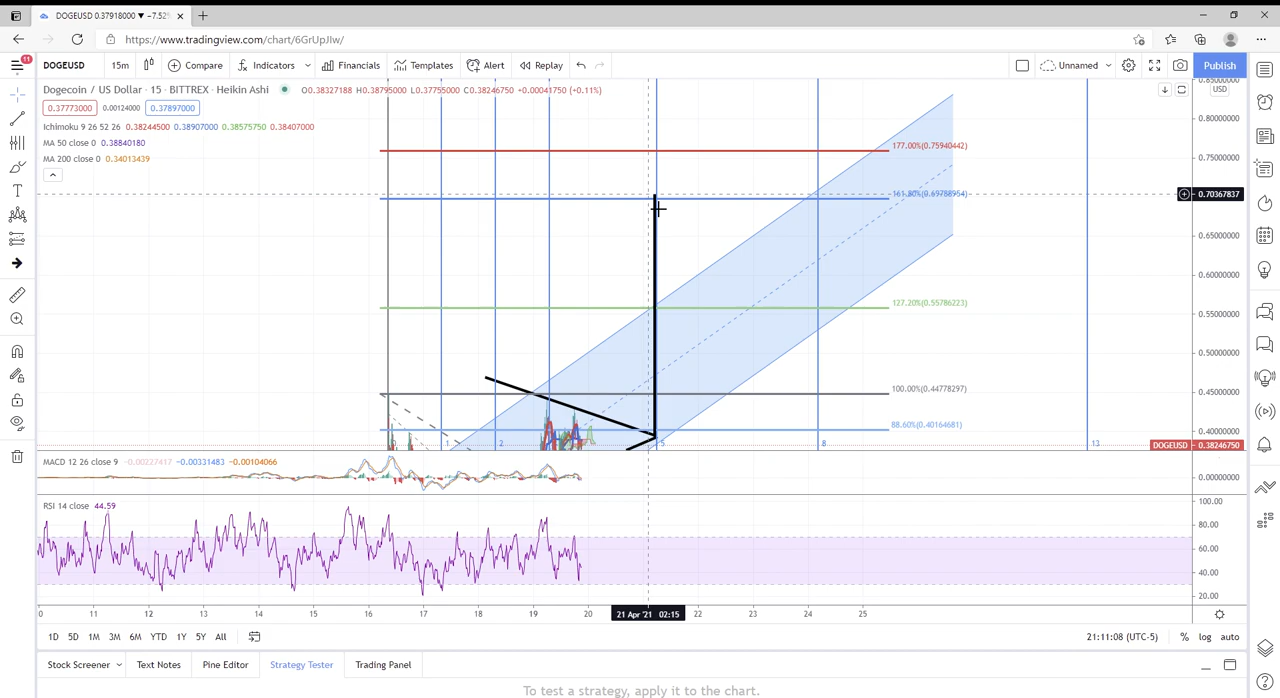 DOGEUSD 0.37918000 ▼ −7.52%
https://www.tradingview.com/chart/6GrUpJIw/
11
DOGEUSD 15m Compare Indicators Financials Templates Alert Replay Unnamed Publish
Dogecoin / US Dollar · 15 · BITTREX · Heikin Ashi O0.38327188 H0.38795000 L0.37755000 C0.38246750 +0.00041750 (+0.11%)
0.37773000 0.00124000 0.37897000
Ichimoku 9 26 52 26 0.38244500 0.38907000 0.38575750 0.38407000
MA 50 close 0 0.38840180
MA 200 close 0 0.34013439
USD
0.85000000
0.80000000
0.75000000
0.70367837
0.65000000
0.60000000
0.55000000
0.50000000
0.45000000
0.40000000
177.00%(0.75940442)
161.80%(0.69788954)
127.20%(0.55786223)
100.00%(0.44778297)
88.60%(0.40164681)
0 1 2 5 8 13
DOGEUSD 0.38246750
MACD 12 26 close 9 −0.00227417 −0.00331483 −0.00104066
0.00000000
RSI 14 close 44.59
100.00
80.00
60.00
40.00
20.00
0 11 12 13 14 15 16 17 18 19 20 21 Apr '21 02:15 22 23 24 25
1D 5D 1M 3M 6M YTD 1Y 5Y All 21:11:08 (UTC-5) % log auto
Stock Screener Text Notes Pine Editor Strategy Tester Trading Panel
To test a strategy, apply it to the chart.